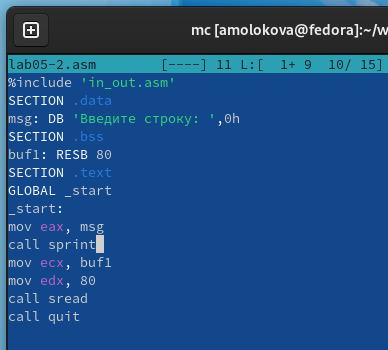 mc [amolokova@fedora]:~/w
lab05-2.asm [----] 11 L:[ 1+ 9 10/ 15]
%include 'in_out.asm'
SECTION .data
msg: DB 'Введите строку: ',0h
SECTION .bss
buf1: RESB 80
SECTION .text
GLOBAL _start
_start:
mov eax, msg
call sprint
mov ecx, buf1
mov edx, 80
call sread
call quit